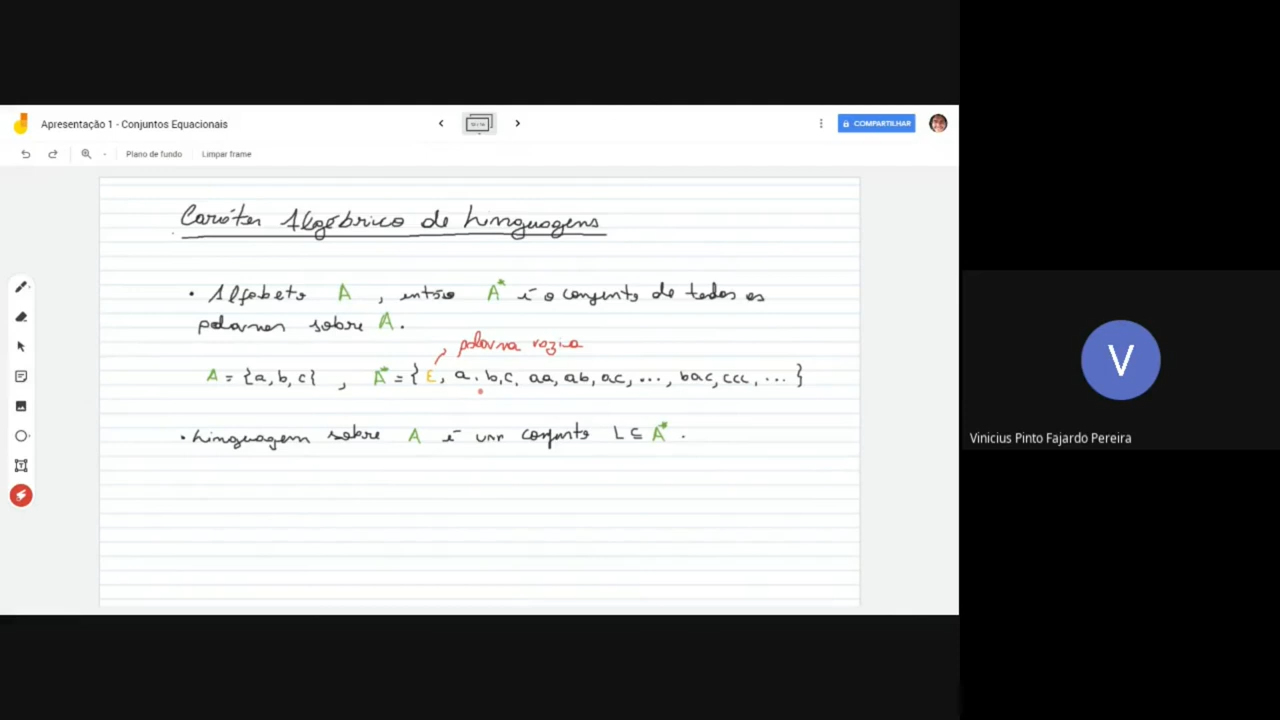 Apresentação 1 - Conjuntos Equacionais
COMPARTILHAR
Plano de fundo
Limpar frame
Caráter Algébrico de Linguagens
• Alfabeto A , então A* é o conjunto de todos as
palavras sobre A.
palavra vazia
A = {a, b, c} , A* = { ε, a, b, c, aa, ab, ac, ..., bac, ccc, ... }
• Linguagem sobre A é um conjunto L ⊆ A* .
V
Vinicius Pinto Fajardo Pereira